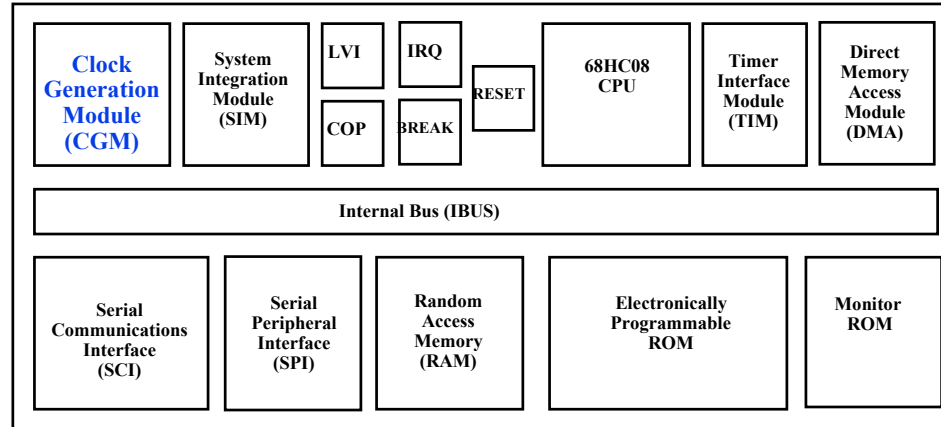 Clock
Generation
Module
(CGM)
System
Integration
Module
(SIM)
LVI
IRQ
COP
BREAK
RESET
68HC08
CPU
Timer
Interface
Module
(TIM)
Direct
Memory
Access
Module
(DMA)
Internal Bus (IBUS)
Serial
Communications
Interface
(SCI)
Serial
Peripheral
Interface
(SPI)
Random
Access
Memory
(RAM)
Electronically
Programmable
ROM
Monitor
ROM